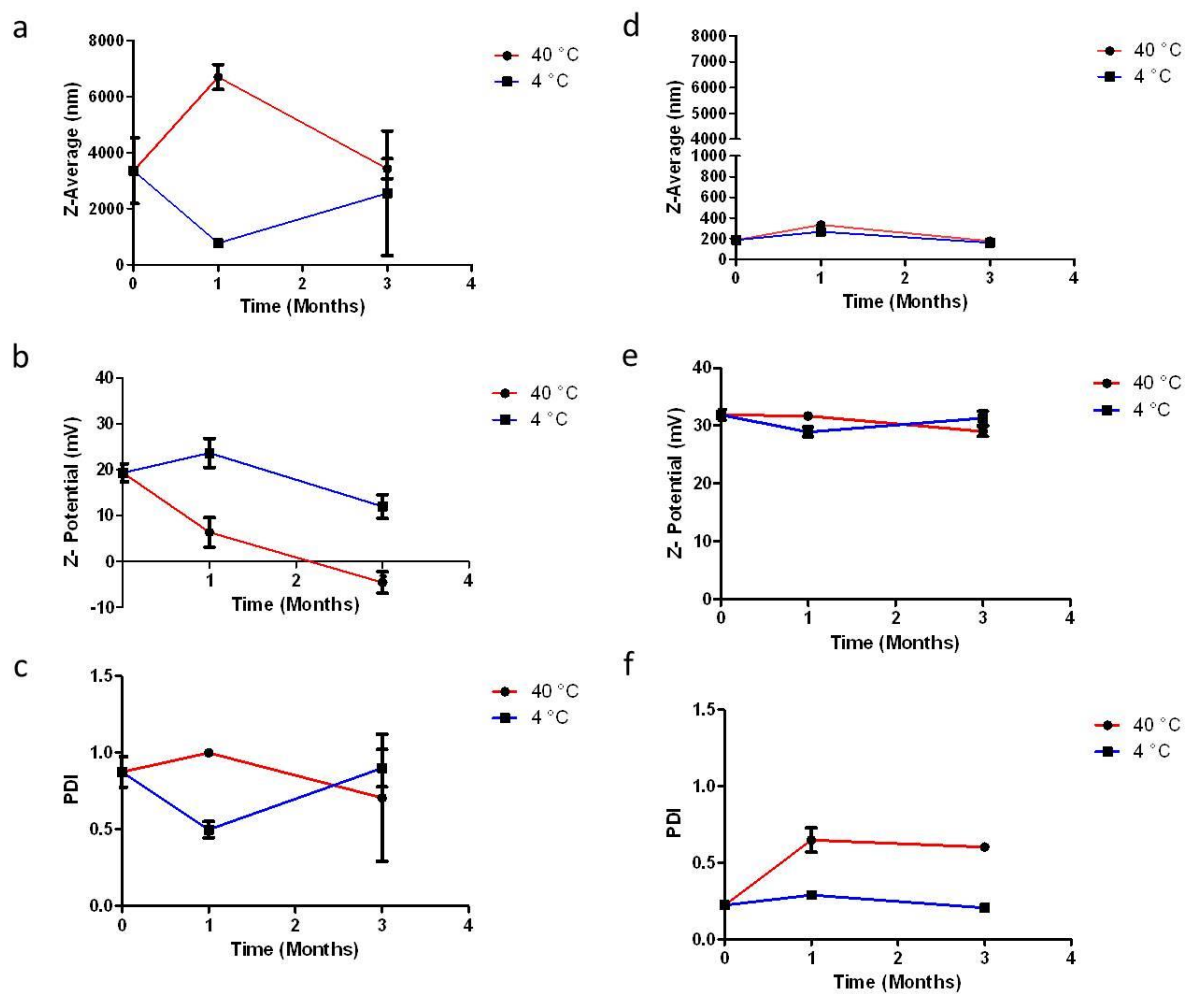 a
8000
6000
4000
2000
0
Z-Average (nm)
0 1 2 3 4
Time (Months)
40 °C
4 °C
d
8000
7000
6000
5000
4000
1000
800
600
400
200
0
Z-Average (nm)
0 1 2 3 4
Time (Months)
40 °C
4 °C
b
40
30
20
10
0
-10
Z- Potential (mV)
1 2 3 4
Time (Months)
40 °C
4 °C
e
40
30
20
10
0
Z- Potential (mV)
0 1 2 3 4
Time (Months)
40 °C
4 °C
c
1.5
1.0
0.5
0.0
PDI
0 1 2 3 4
Time (Months)
40 °C
4 °C
f
1.5
1.0
0.5
0.0
PDI
0 1 2 3 4
Time (Months)
40 °C
4 °C